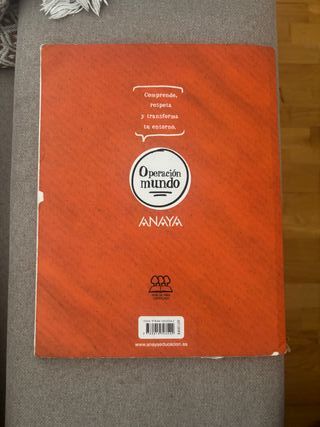 Comprende,
respeta
y transforma
tu entorno.
Operación
mundo
ANAYA
www.anayaeducacion.es